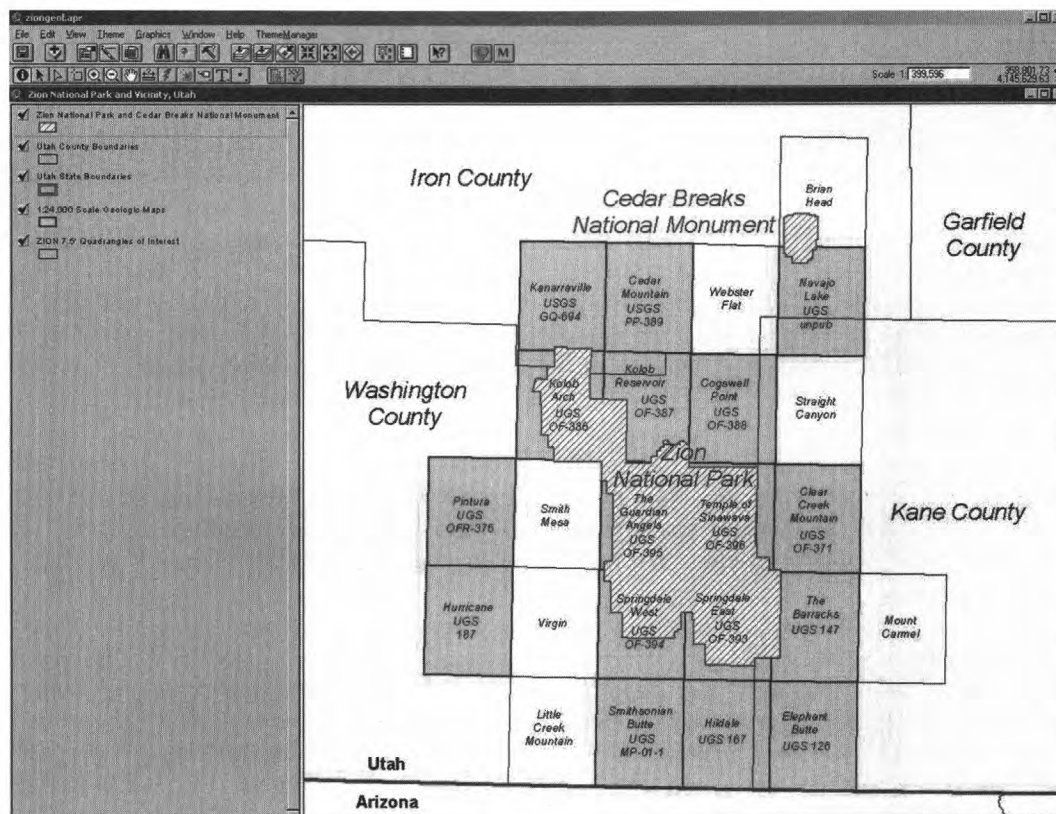 ziongeol.apr
File Edit View Theme Graphics Window Help ThemeManager
M
Scale 1: 399,596
358,801.73
4,145,629.63
Zion National Park and Vicinity, Utah
Zion National Park and Cedar Breaks National Monument
Utah County Boundaries
Utah State Boundaries
1:24,000 Scale Geologic Maps
ZION 7.5' Quadrangles of Interest
Iron County
Cedar Breaks
National Monument
Brian
Head
Garfield
County
Kanarraville
USGS
GQ-694
Cedar
Mountain
USGS
PP-389
Webster
Flat
Navajo
Lake
UGS
unpub
Washington
County
Kolob
Arch
UGS
OF-386
Kolob
Reservoir
UGS
OF-387
Cogswell
Point
UGS
OF-388
Straight
Canyon
Zion
National Park
Pintura
UGS
OFR-375
Smith
Mesa
The
Guardian
Angels
UGS
OF-395
Temple of
Sinawava
UGS
OF-396
Clear
Creek
Mountain
UGS
OF-371
Kane County
Hurricane
UGS
187
Virgin
Springdale
West
UGS
OF-394
Springdale
East
UGS
OF-393
The
Barracks
UGS 147
Mount
Carmel
Little
Creek
Mountain
Smithsonian
Butte
UGS
MP-01-1
Hildale
UGS 167
Elephant
Butte
UGS 126
Utah
Arizona